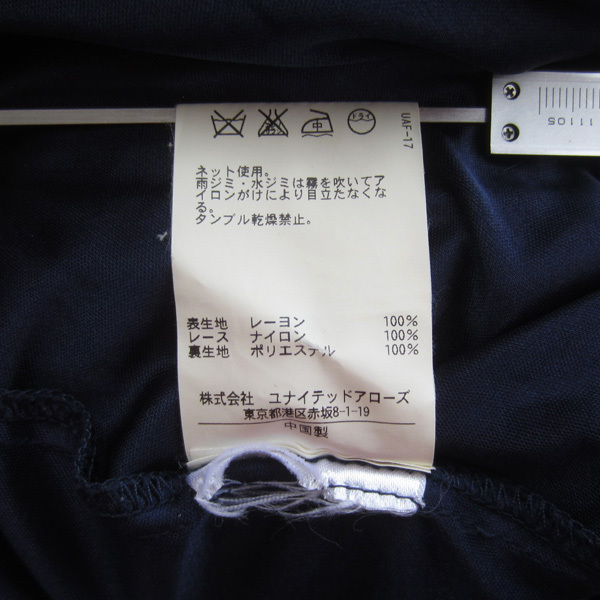 中
ドライ
UAF-17
ネット使用。
雨ジミ・水ジミは霧を吹いてア
イロンがけにより目立たなくな
る。
タンブル乾燥禁止。
表生地 レーヨン 100%
レース ナイロン 100%
裏生地 ポリエステル 100%
株式会社 ユナイテッドアローズ
東京都港区赤坂8-1-19
中国製
11105